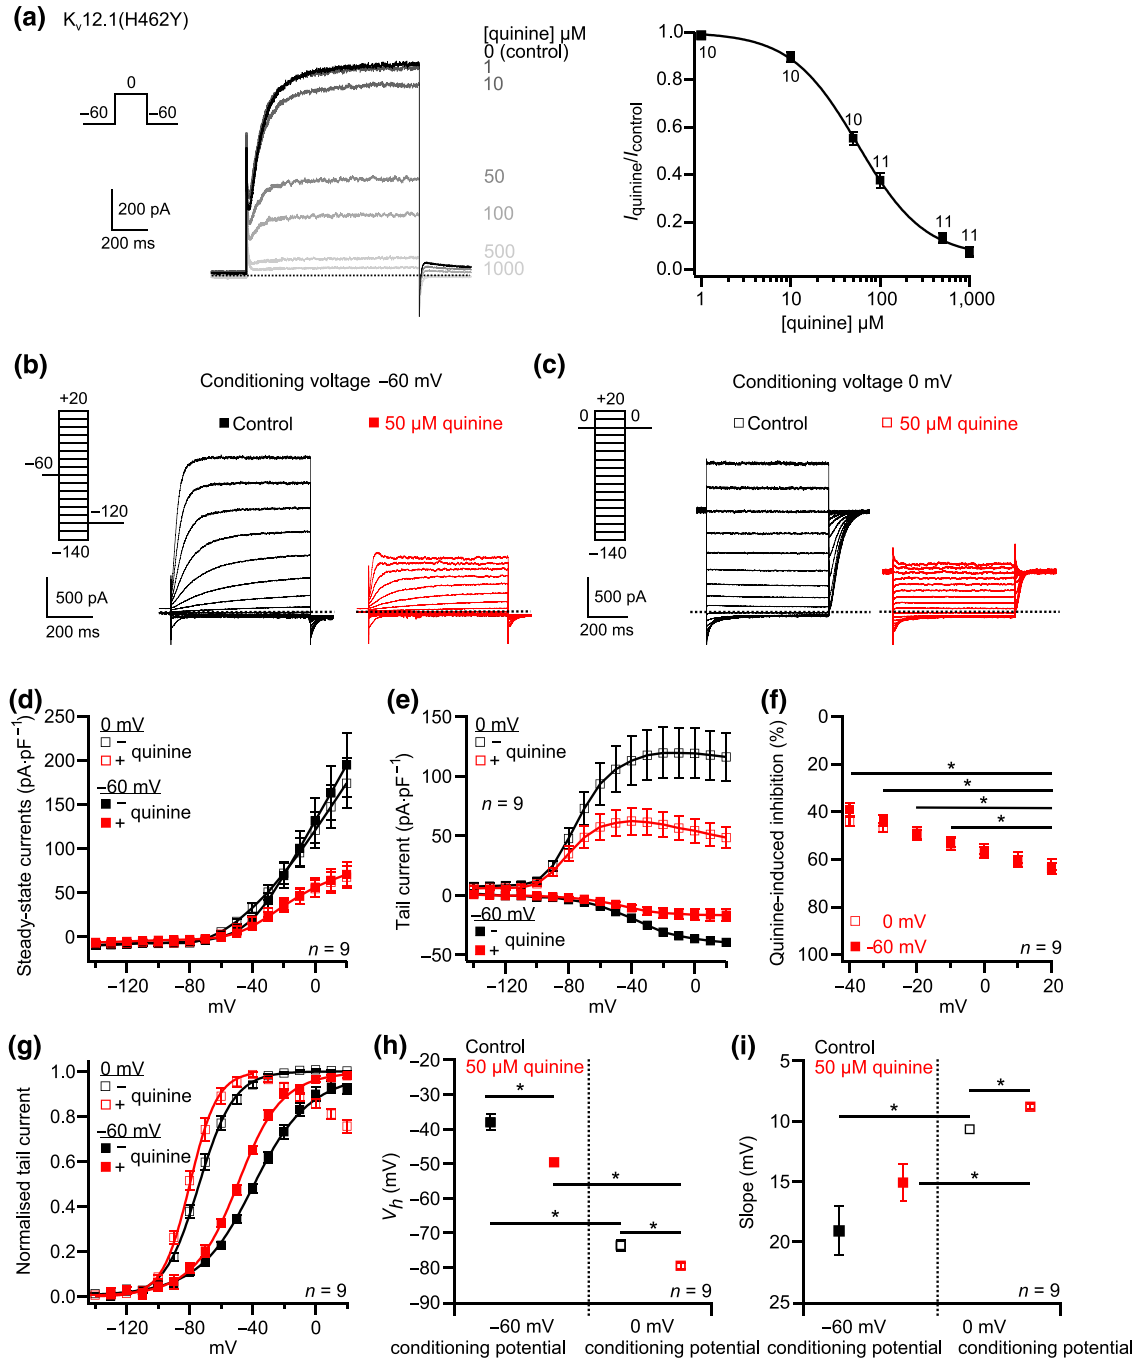 (a) Kv12.1(H462Y)
0
−60 −60
200 pA
200 ms
[quinine] µM
0 (control)
1
10
50
100
500
1000
Iquinine/Icontrol
1.0
0.8
0.6
0.4
0.2
0.0
10
10
10
11
11
11
1 10 100 1,000
[quinine] µM
(b)
Conditioning voltage −60 mV
+20
−60
−120
−140
500 pA
200 ms
Control
50 µM quinine
(c)
Conditioning voltage 0 mV
+20
0 0
−140
500 pA
200 ms
Control
50 µM quinine
(d)
Steady-state currents (pA·pF−1)
250
200
150
100
50
0
0 mV
− quinine
+
−60 mV
− quinine
+
n = 9
−120 −80 −40 0
mV
(e)
Tail current (pA·pF−1)
150
100
50
0
−50
0 mV
− quinine
+
n = 9
−60 mV
− quinine
+
−120 −80 −40 0
mV
(f)
Quinine-induced inhibition (%)
0
20
40
60
80
100
*
*
*
*
0 mV
−60 mV
n = 9
−40 −20 0 20
mV
(g)
Normalised tail current
1.0
0.8
0.6
0.4
0.2
0.0
0 mV
− quinine
+
−60 mV
− quinine
+
n = 9
−120 −80 −40 0
mV
(h)
Vh (mV)
−20
−30
−40
−50
−60
−70
−80
−90
Control
50 µM quinine
*
*
*
*
n = 9
−60 mV
conditioning potential
0 mV
conditioning potential
(i)
Slope (mV)
5
10
15
20
25
Control
50 µM quinine
*
*
*
n = 9
−60 mV
conditioning potential
0 mV
conditioning potential